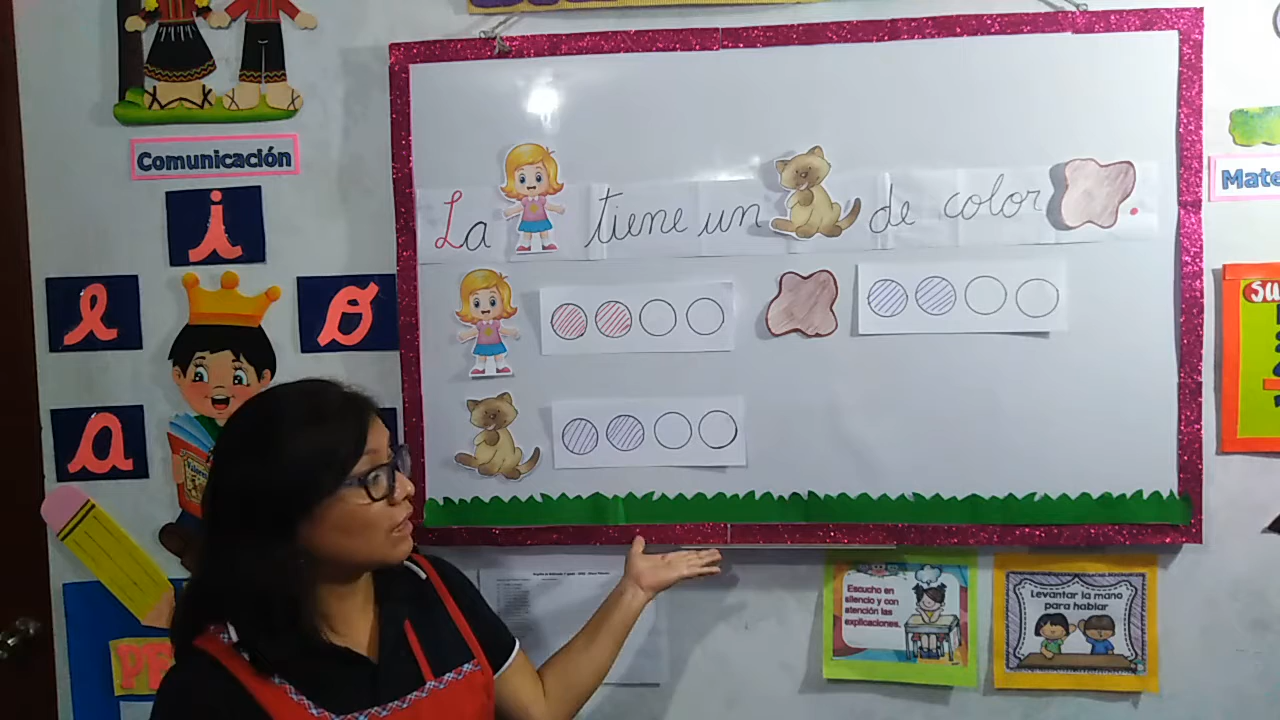 Comunicación
i
e
o
a
La tiene un de color .
Mate
SU
Escucho en
silencio y con
atención las
explicaciones.
Levantar la mano
para hablar